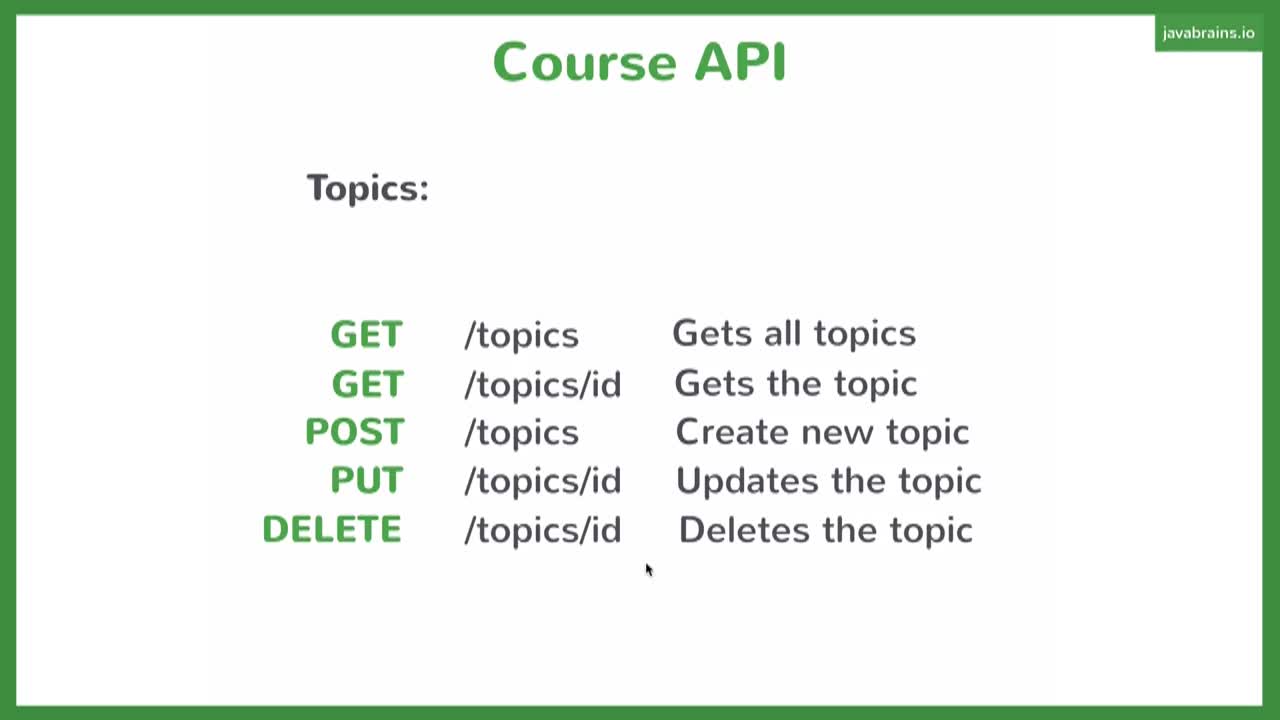 javabrains.io
Course API
Topics:
GET /topics Gets all topics
GET /topics/id Gets the topic
POST /topics Create new topic
PUT /topics/id Updates the topic
DELETE /topics/id Deletes the topic